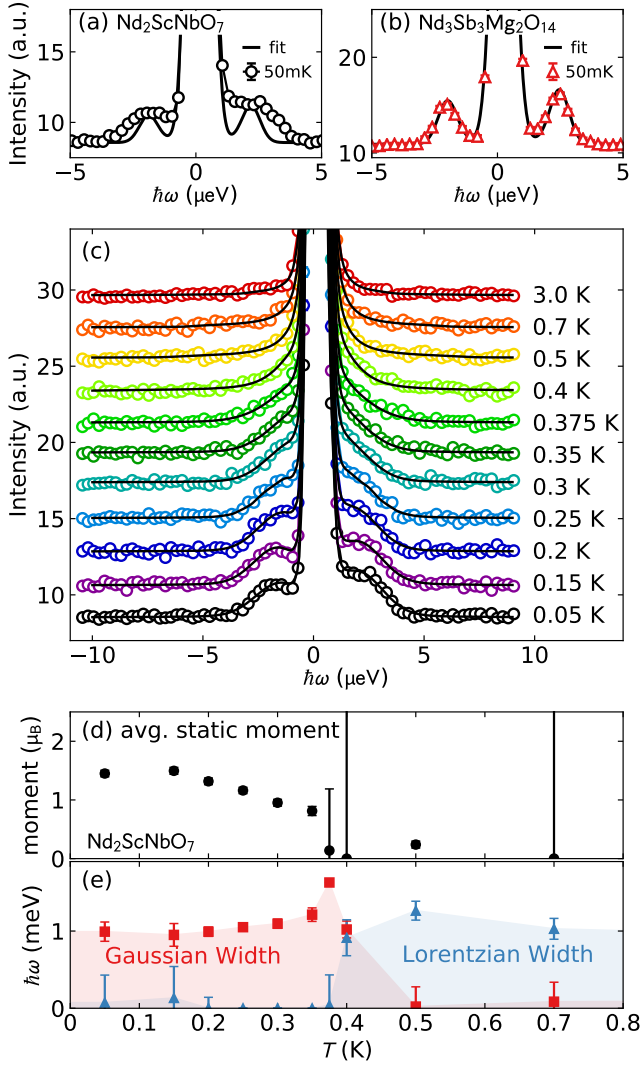 (a) Nd₂ScNbO₇
fit
50mK
Intensity (a.u.)
15
10
−5 0 5
ħω (μeV)
(b) Nd₃Sb₃Mg₂O₁₄
fit
50mK
20
10
−5 0 5
ħω (μeV)
(c)
Intensity (a.u.)
30
25
20
15
10
3.0 K
0.7 K
0.5 K
0.4 K
0.375 K
0.35 K
0.3 K
0.25 K
0.2 K
0.15 K
0.05 K
−10 −5 0 5 10
ħω (μeV)
(d) avg. static moment
moment (μB)
2
1
0
Nd₂ScNbO₇
(e)
ħω (meV)
1
0
Gaussian Width
Lorentzian Width
0 0.1 0.2 0.3 0.4 0.5 0.6 0.7 0.8
T (K)